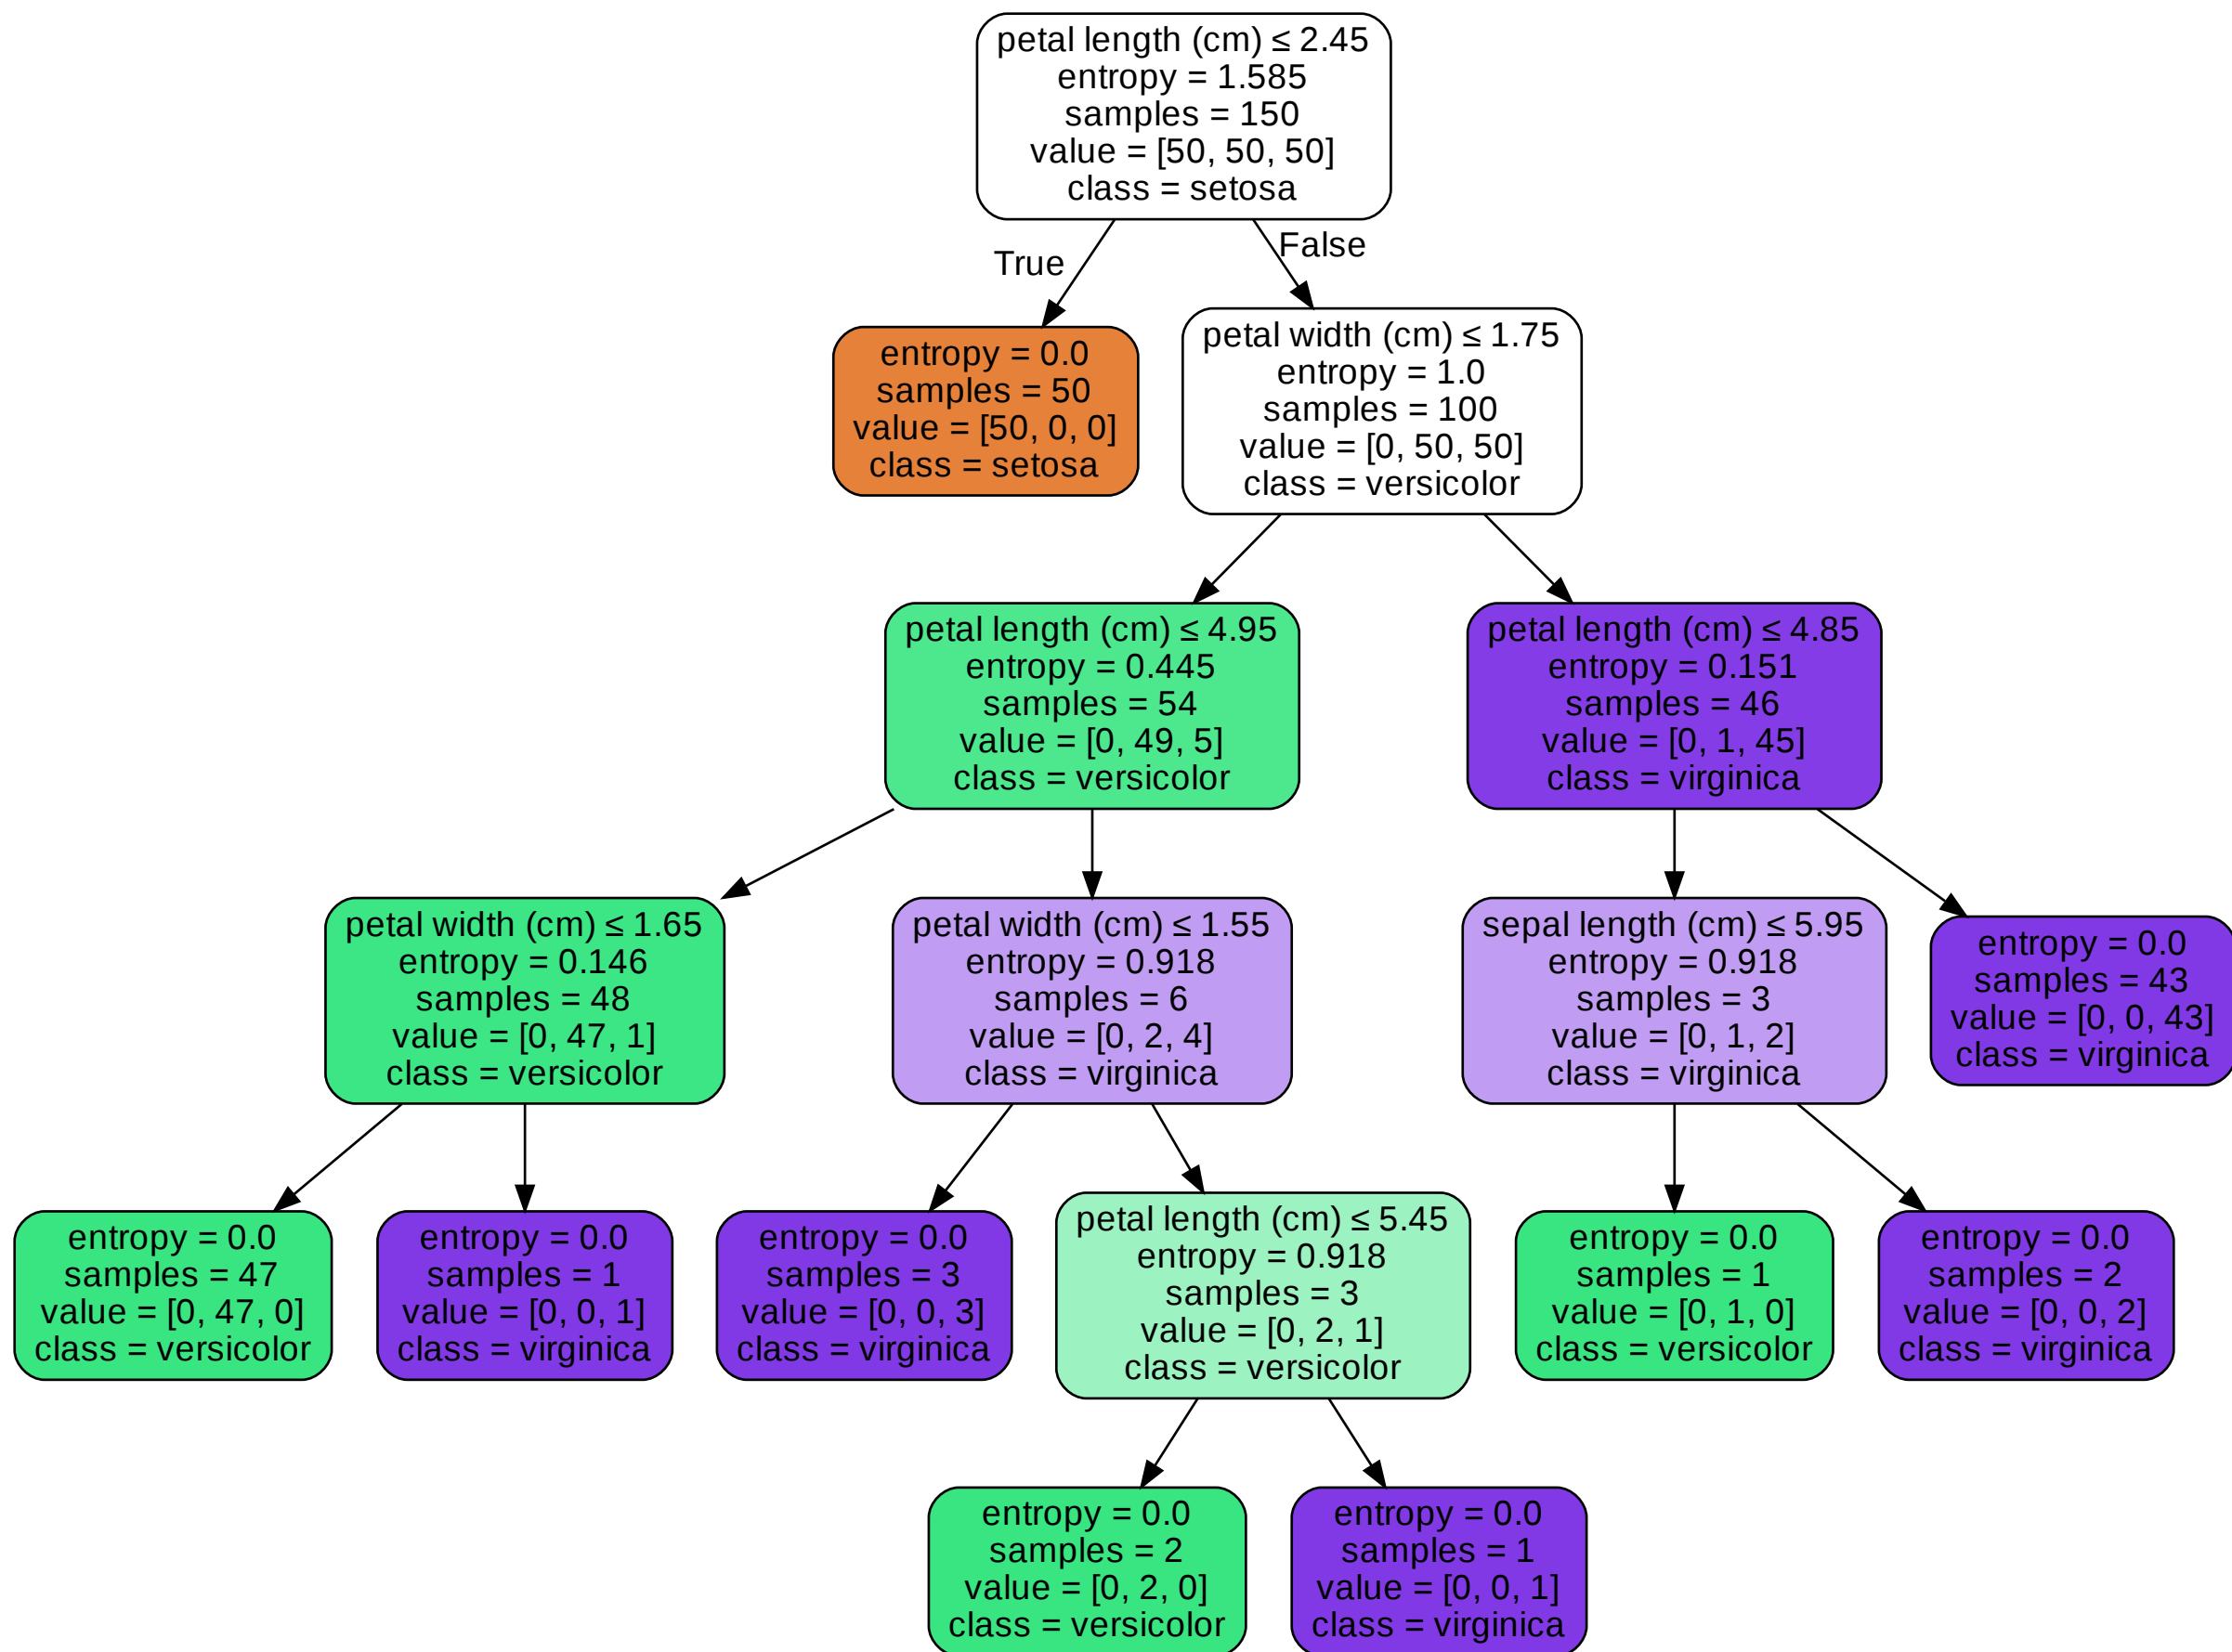 petal length (cm) ≤ 2.45
entropy = 1.585
samples = 150
value = [50, 50, 50]
class = setosa
True
False
entropy = 0.0
samples = 50
value = [50, 0, 0]
class = setosa
petal width (cm) ≤ 1.75
entropy = 1.0
samples = 100
value = [0, 50, 50]
class = versicolor
petal length (cm) ≤ 4.95
entropy = 0.445
samples = 54
value = [0, 49, 5]
class = versicolor
petal length (cm) ≤ 4.85
entropy = 0.151
samples = 46
value = [0, 1, 45]
class = virginica
petal width (cm) ≤ 1.65
entropy = 0.146
samples = 48
value = [0, 47, 1]
class = versicolor
petal width (cm) ≤ 1.55
entropy = 0.918
samples = 6
value = [0, 2, 4]
class = virginica
sepal length (cm) ≤ 5.95
entropy = 0.918
samples = 3
value = [0, 1, 2]
class = virginica
entropy = 0.0
samples = 43
value = [0, 0, 43]
class = virginica
entropy = 0.0
samples = 47
value = [0, 47, 0]
class = versicolor
entropy = 0.0
samples = 1
value = [0, 0, 1]
class = virginica
entropy = 0.0
samples = 3
value = [0, 0, 3]
class = virginica
petal length (cm) ≤ 5.45
entropy = 0.918
samples = 3
value = [0, 2, 1]
class = versicolor
entropy = 0.0
samples = 1
value = [0, 1, 0]
class = versicolor
entropy = 0.0
samples = 2
value = [0, 0, 2]
class = virginica
entropy = 0.0
samples = 2
value = [0, 2, 0]
class = versicolor
entropy = 0.0
samples = 1
value = [0, 0, 1]
class = virginica